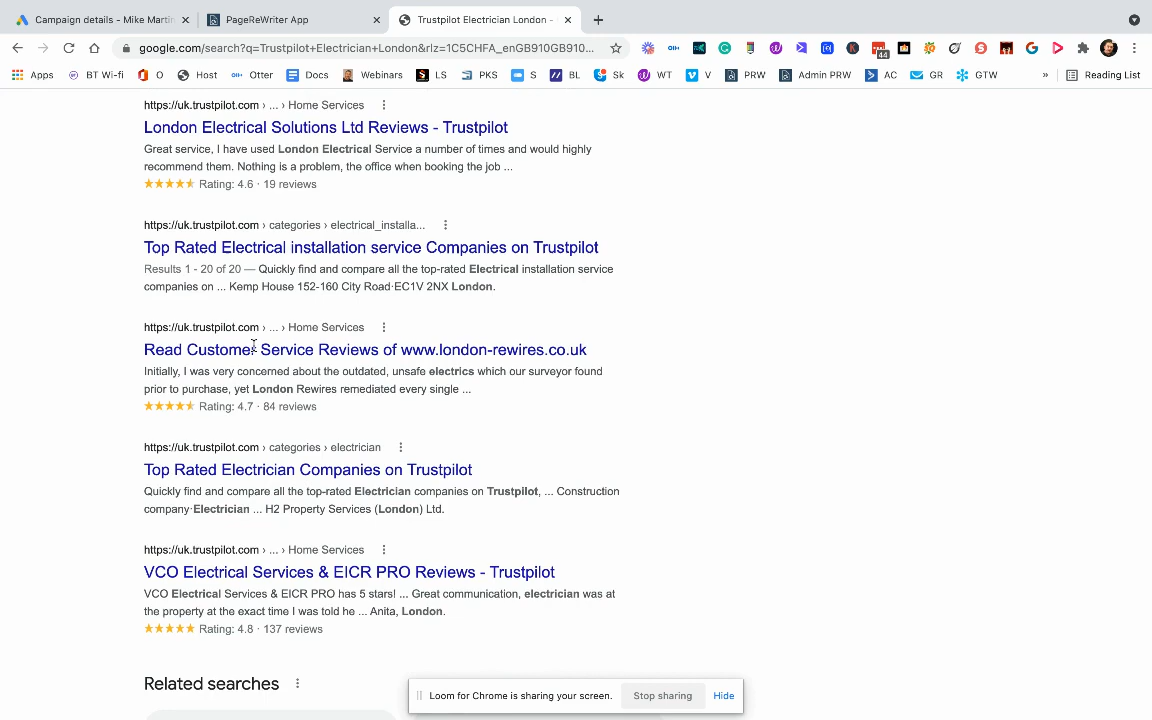 Campaign details - Mike Martin
PageReWriter App
Trustpilot Electrician London -
google.com/search?q=Trustpilot+Electrician+London&rlz=1C5CHFA_enGB910GB910...
44
Apps BT Wi-fi O Host Otter Docs Webinars LS PKS S BL Sk WT V PRW Admin PRW AC GR GTW » Reading List
https://uk.trustpilot.com › ... › Home Services
London Electrical Solutions Ltd Reviews - Trustpilot
Great service, I have used London Electrical Service a number of times and would highly
recommend them. Nothing is a problem, the office when booking the job ...
Rating: 4.6 · 19 reviews
https://uk.trustpilot.com › categories › electrical_installa...
Top Rated Electrical installation service Companies on Trustpilot
Results 1 - 20 of 20 — Quickly find and compare all the top-rated Electrical installation service
companies on ... Kemp House 152-160 City Road·EC1V 2NX London.
https://uk.trustpilot.com › ... › Home Services
Read Customer Service Reviews of www.london-rewires.co.uk
Initially, I was very concerned about the outdated, unsafe electrics which our surveyor found
prior to purchase, yet London Rewires remediated every single ...
Rating: 4.7 · 84 reviews
https://uk.trustpilot.com › categories › electrician
Top Rated Electrician Companies on Trustpilot
Quickly find and compare all the top-rated Electrician companies on Trustpilot, ... Construction
company·Electrician ... H2 Property Services (London) Ltd.
https://uk.trustpilot.com › ... › Home Services
VCO Electrical Services & EICR PRO Reviews - Trustpilot
VCO Electrical Services & EICR PRO has 5 stars! ... Great communication, electrician was at
the property at the exact time I was told he ... Anita, London.
Rating: 4.8 · 137 reviews
Related searches
Loom for Chrome is sharing your screen. Stop sharing Hide